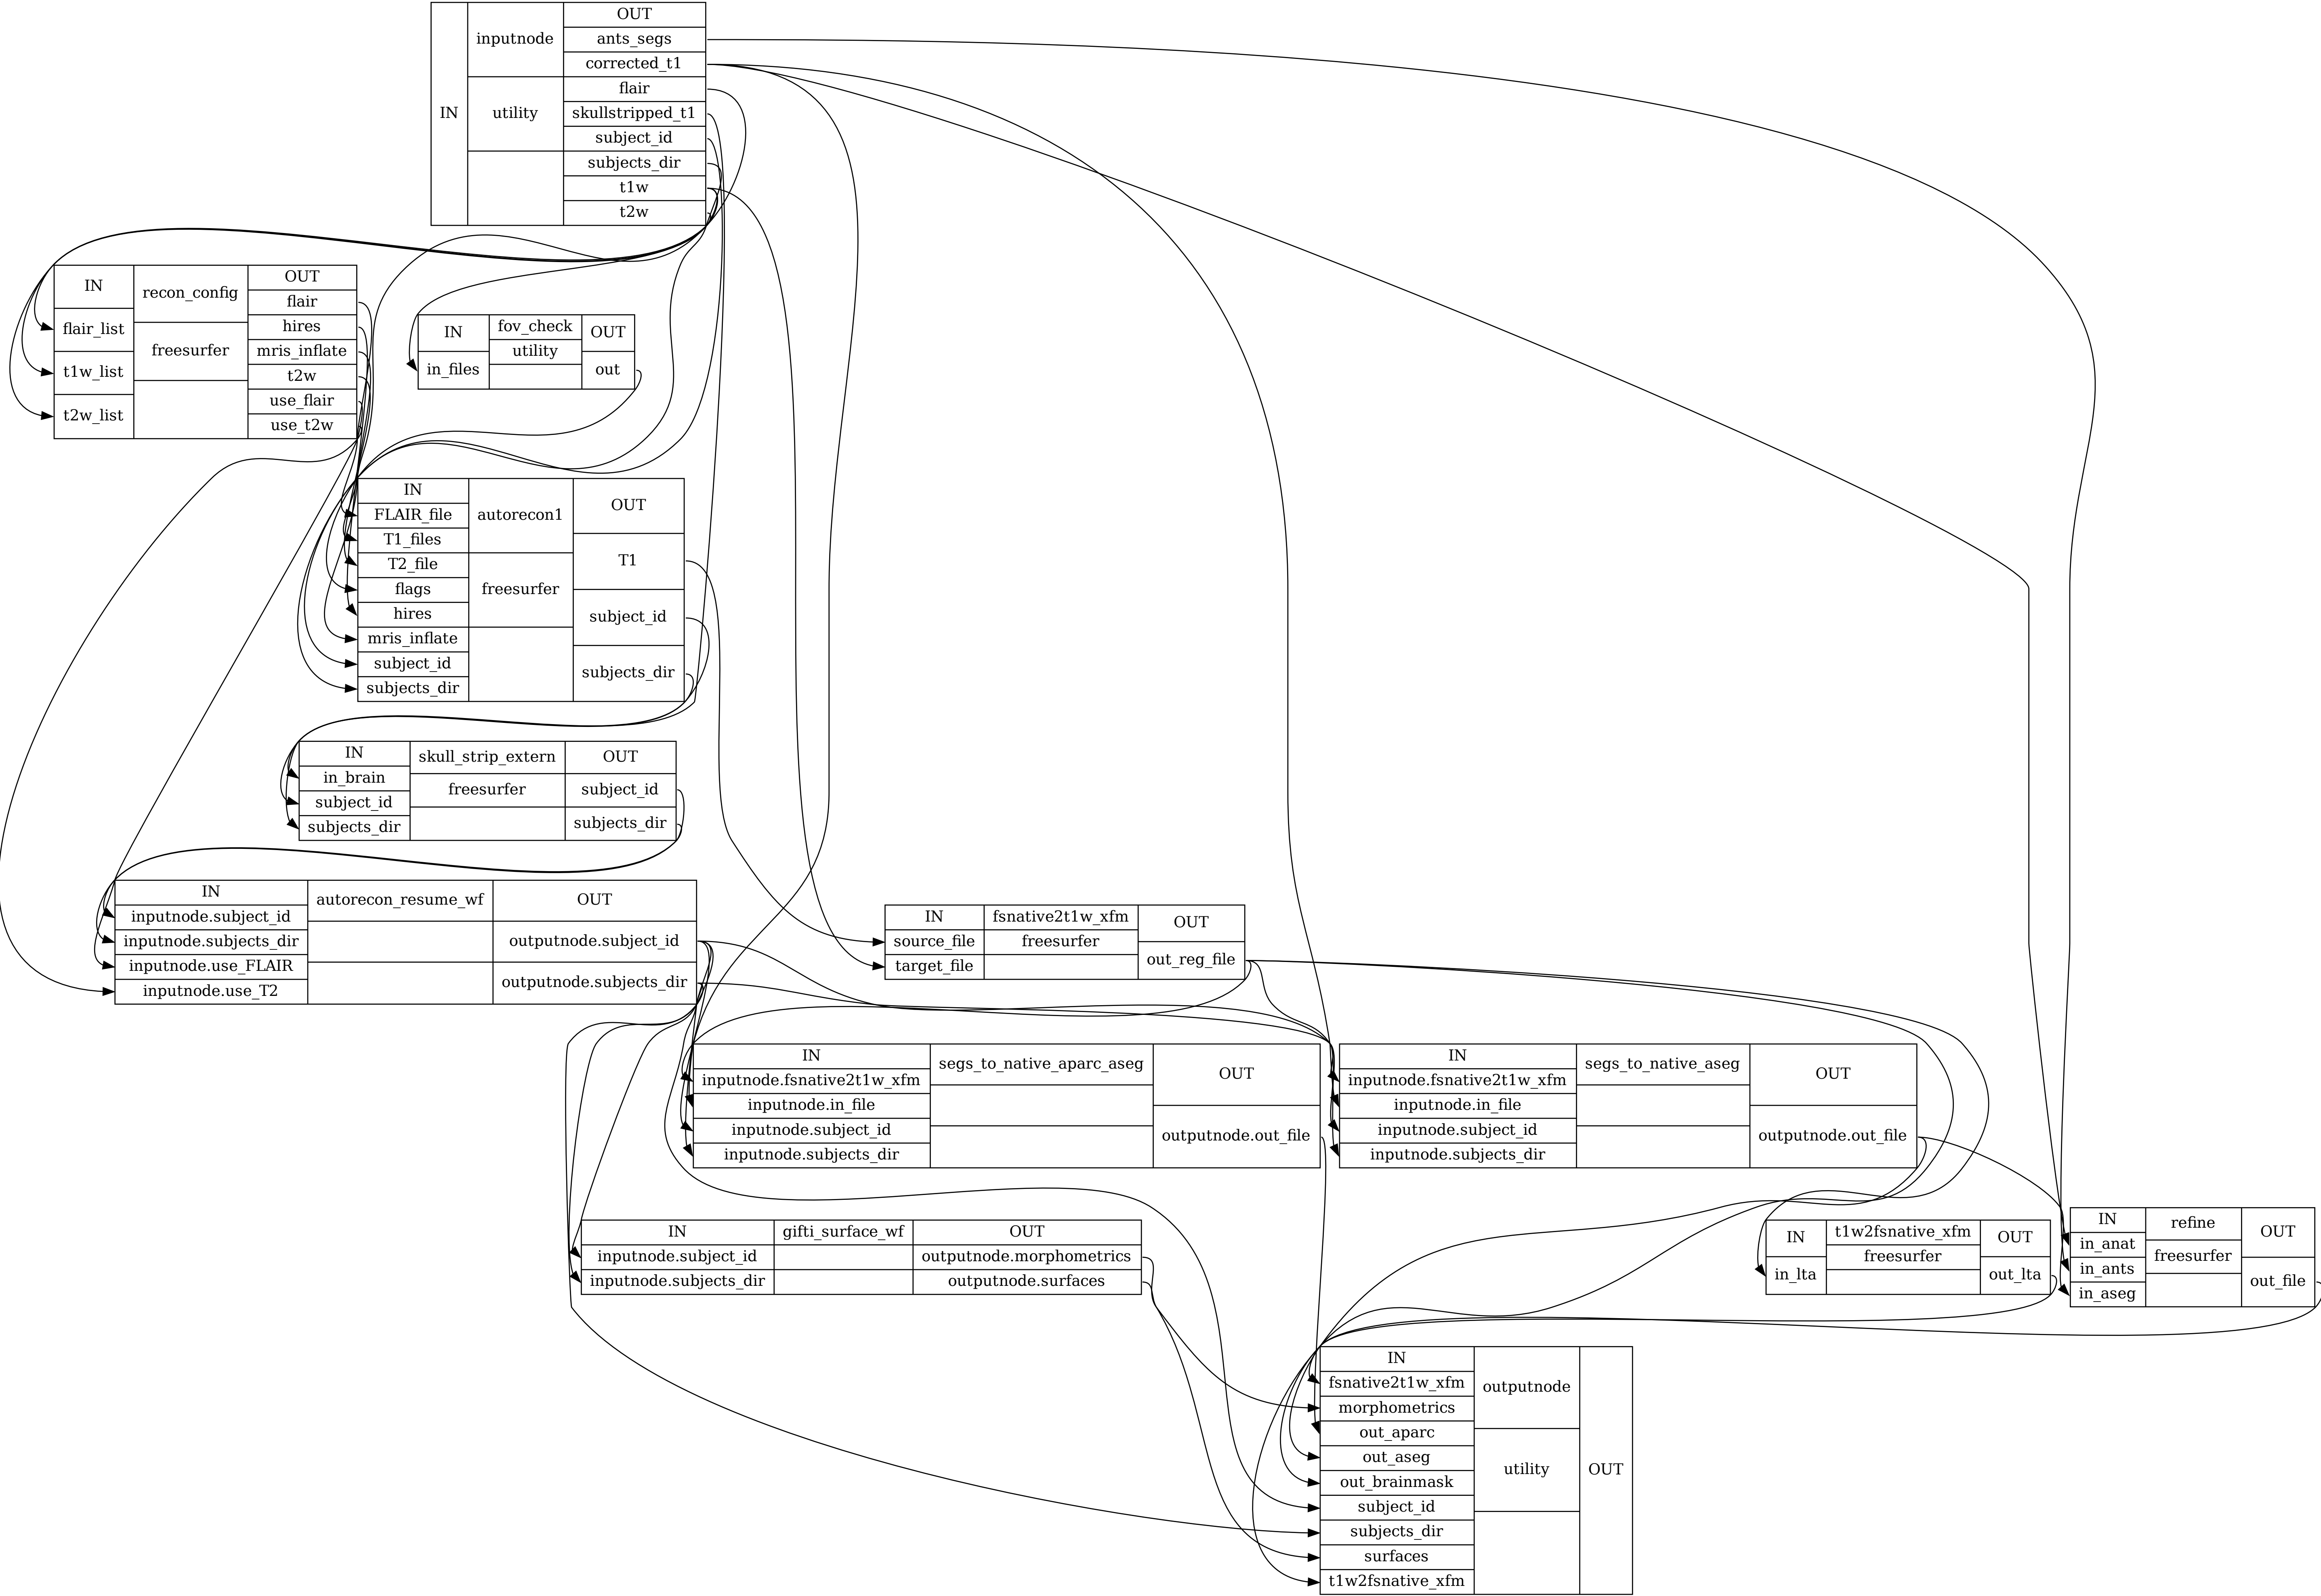 IN
inputnode
utility
OUT
ants_segs
corrected_t1
flair
skullstripped_t1
subject_id
subjects_dir
t1w
t2w
IN
flair_list
t1w_list
t2w_list
recon_config
freesurfer
OUT
flair
hires
mris_inflate
t2w
use_flair
use_t2w
IN
in_files
fov_check
utility
OUT
out
IN
FLAIR_file
T1_files
T2_file
flags
hires
mris_inflate
subject_id
subjects_dir
autorecon1
freesurfer
OUT
T1
subject_id
subjects_dir
IN
in_brain
subject_id
subjects_dir
skull_strip_extern
freesurfer
OUT
subject_id
subjects_dir
IN
inputnode.subject_id
inputnode.subjects_dir
inputnode.use_FLAIR
inputnode.use_T2
autorecon_resume_wf
OUT
outputnode.subject_id
outputnode.subjects_dir
IN
source_file
target_file
fsnative2t1w_xfm
freesurfer
OUT
out_reg_file
IN
inputnode.fsnative2t1w_xfm
inputnode.in_file
inputnode.subject_id
inputnode.subjects_dir
segs_to_native_aparc_aseg
OUT
outputnode.out_file
IN
inputnode.fsnative2t1w_xfm
inputnode.in_file
inputnode.subject_id
inputnode.subjects_dir
segs_to_native_aseg
OUT
outputnode.out_file
IN
inputnode.subject_id
inputnode.subjects_dir
gifti_surface_wf
OUT
outputnode.morphometrics
outputnode.surfaces
IN
in_lta
t1w2fsnative_xfm
freesurfer
OUT
out_lta
IN
in_anat
in_ants
in_aseg
refine
freesurfer
OUT
out_file
IN
fsnative2t1w_xfm
morphometrics
out_aparc
out_aseg
out_brainmask
subject_id
subjects_dir
surfaces
t1w2fsnative_xfm
outputnode
utility
OUT